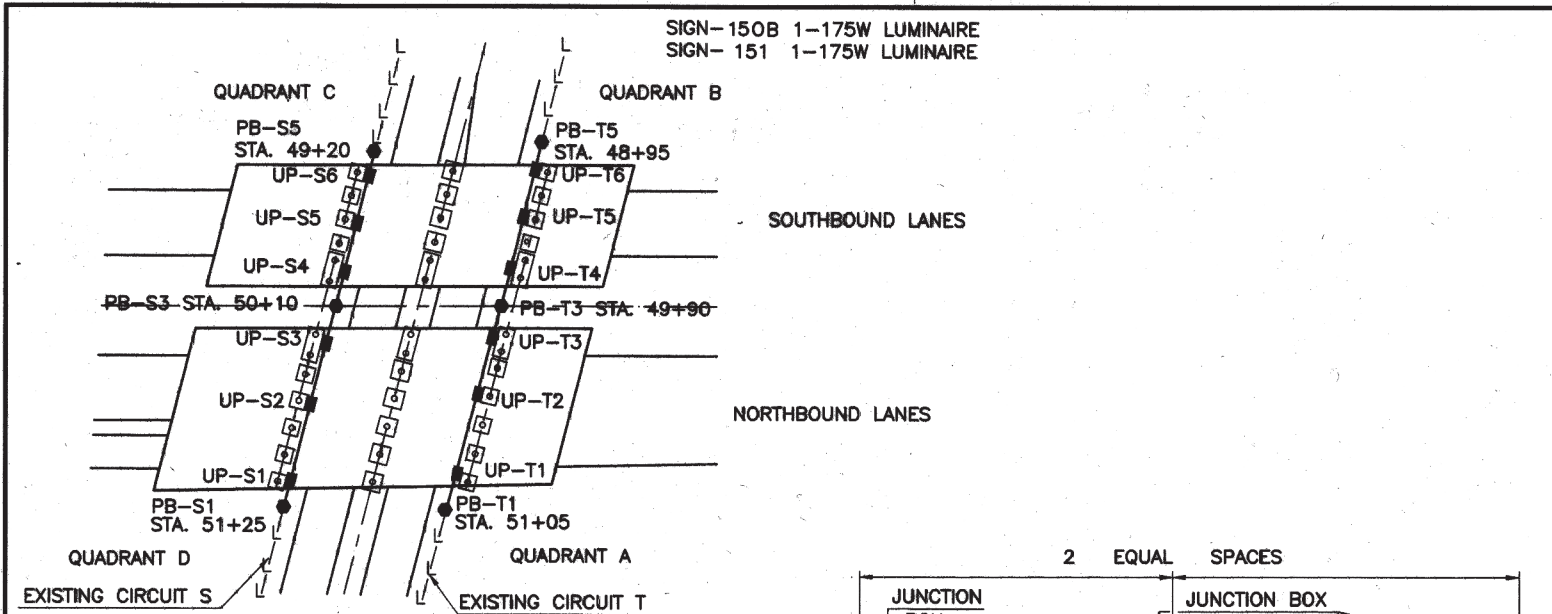 SIGN-150B 1-175W LUMINAIRE
SIGN- 151 1-175W LUMINAIRE
QUADRANT C
QUADRANT B
PB-S5
STA. 49+20
PB-T5
STA. 48+95
UP-S6
UP-T6
UP-S5
UP-T5
SOUTHBOUND LANES
UP-S4
UP-T4
PB-S3 STA. 50+10
PB-T3 STA. 49+90
UP-S3
UP-T3
UP-S2
UP-T2
NORTHBOUND LANES
UP-S1
UP-T1
PB-S1
STA. 51+25
PB-T1
STA. 51+05
QUADRANT D
QUADRANT A
2 EQUAL SPACES
EXISTING CIRCUIT S
EXISTING CIRCUIT T
JUNCTION
JUNCTION BOX
L
L
L
L
L
L
L
L
L
L
L
L